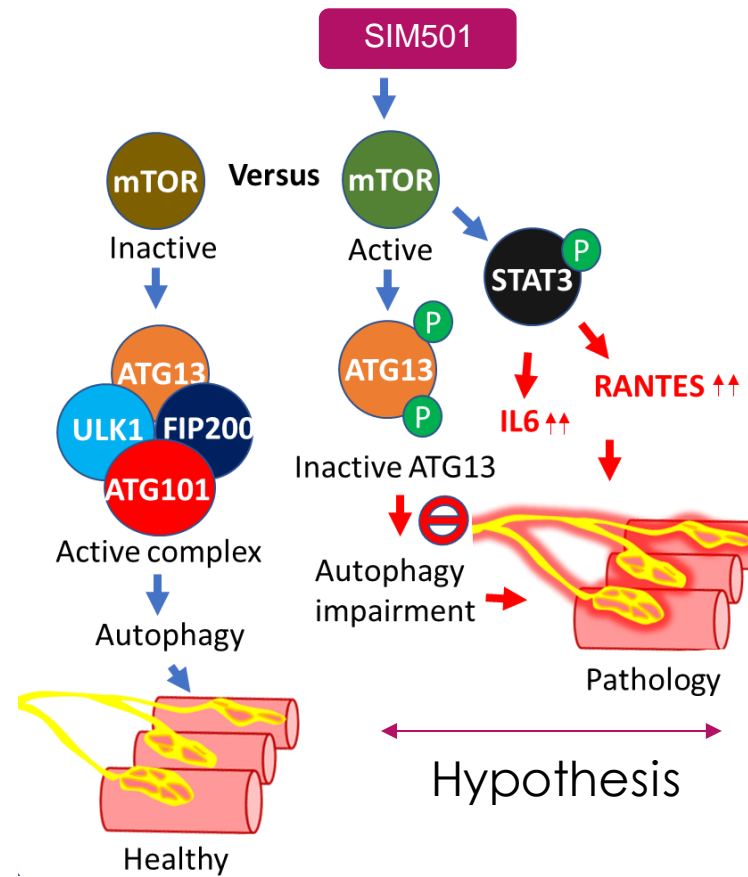 SIM501
mTOR
Versus
mTOR
Inactive
Active
STAT3
P
ATG13
ULK1
FIP200
ATG101
Active complex
Autophagy
Healthy
P
ATG13
P
Inactive ATG13
Autophagy
impairment
IL6
RANTES
Pathology
Hypothesis